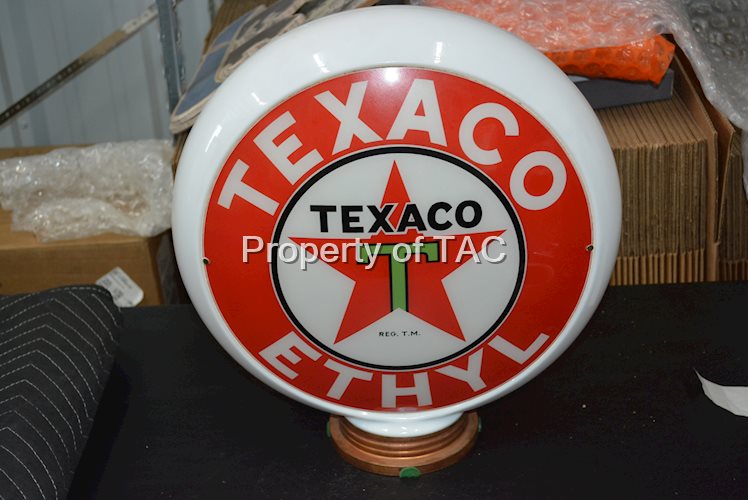 TEXACO
TEXACO
T
Property of TAC
REG. T.M.
ETHYL